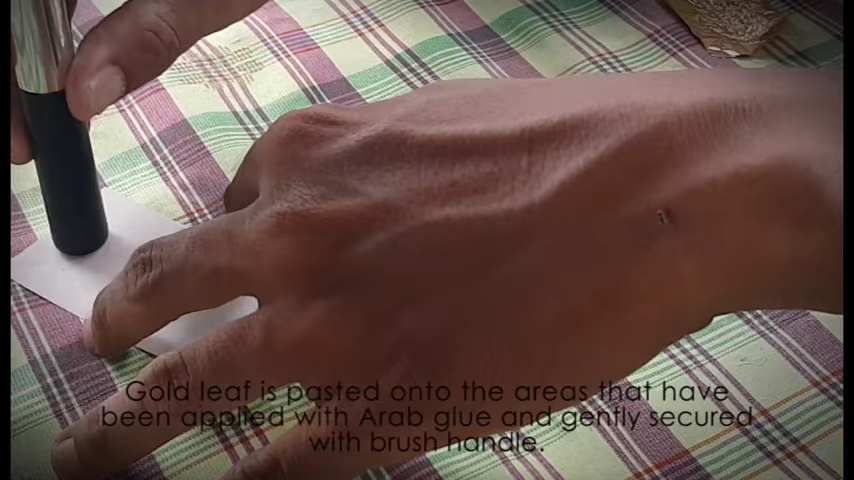 Gold leaf is pasted onto the areas that have
been applied with Arab glue and gently secured
with brush handle.